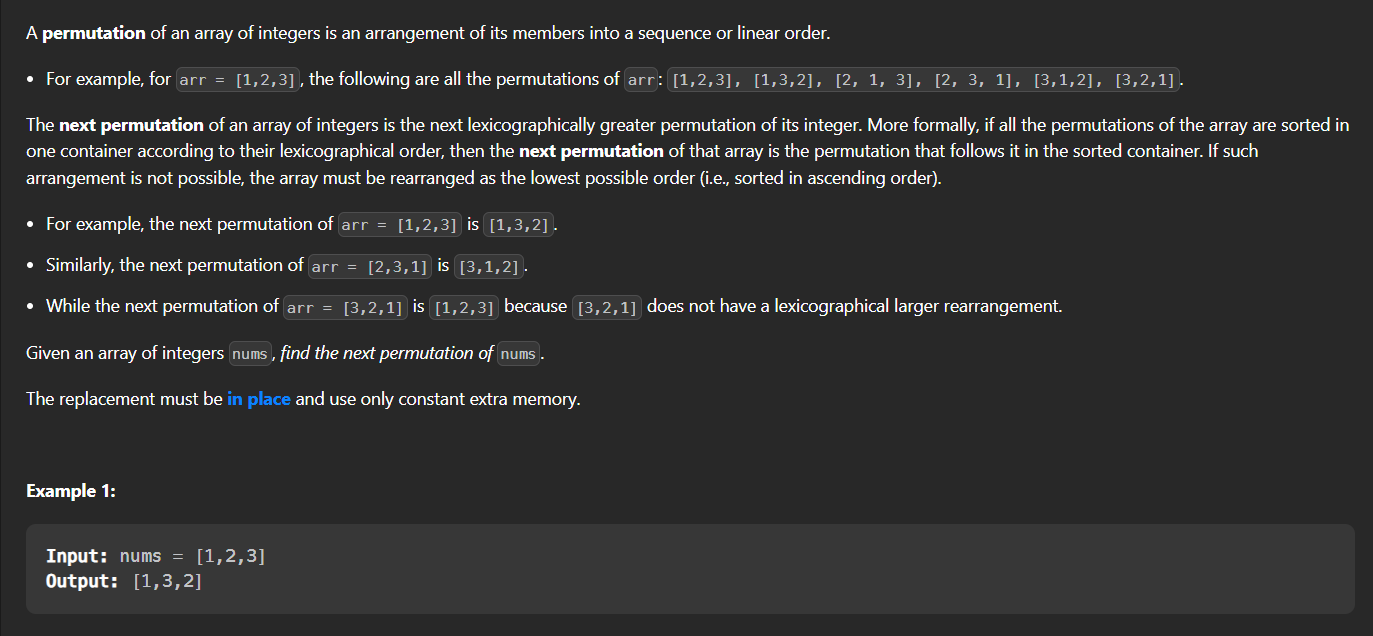 A permutation of an array of integers is an arrangement of its members into a sequence or linear order.
• For example, for arr = [1,2,3], the following are all the permutations of arr: [1,2,3], [1,3,2], [2, 1, 3], [2, 3, 1], [3,1,2], [3,2,1].
The next permutation of an array of integers is the next lexicographically greater permutation of its integer. More formally, if all the permutations of the array are sorted in
one container according to their lexicographical order, then the next permutation of that array is the permutation that follows it in the sorted container. If such
arrangement is not possible, the array must be rearranged as the lowest possible order (i.e., sorted in ascending order).
• For example, the next permutation of arr = [1,2,3] is [1,3,2].
• Similarly, the next permutation of arr = [2,3,1] is [3,1,2].
• While the next permutation of arr = [3,2,1] is [1,2,3] because [3,2,1] does not have a lexicographical larger rearrangement.
Given an array of integers nums, find the next permutation of nums.
The replacement must be in place and use only constant extra memory.
Example 1:
Input: nums = [1,2,3]
Output: [1,3,2]